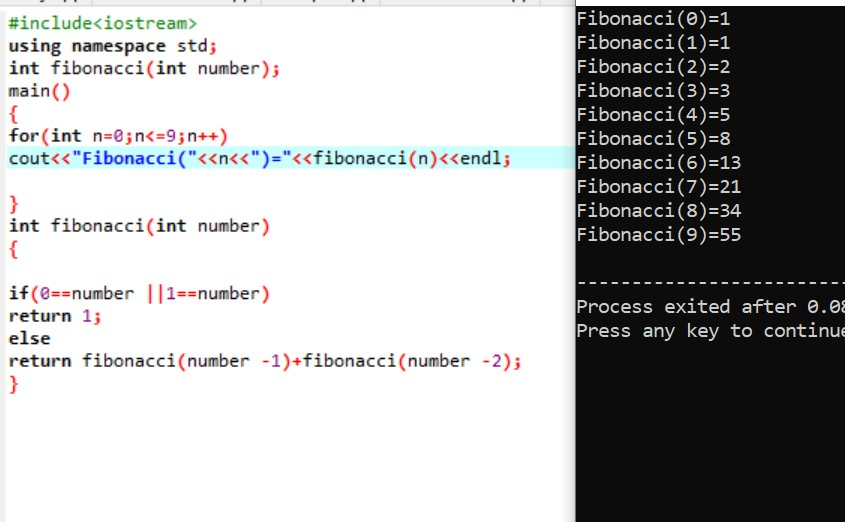 #include<iostream>
using namespace std;
int fibonacci(int number);
main()
{
for(int n=0;n<=9;n++)
cout<<"Fibonacci("<<n<<")="<<fibonacci(n)<<endl;
}
int fibonacci(int number)
{
if(0==number ||1==number)
return 1;
else
return fibonacci(number -1)+fibonacci(number -2);
}
Fibonacci(0)=1
Fibonacci(1)=1
Fibonacci(2)=2
Fibonacci(3)=3
Fibonacci(4)=5
Fibonacci(5)=8
Fibonacci(6)=13
Fibonacci(7)=21
Fibonacci(8)=34
Fibonacci(9)=55
-------------------------
Process exited after 0.08
Press any key to continue